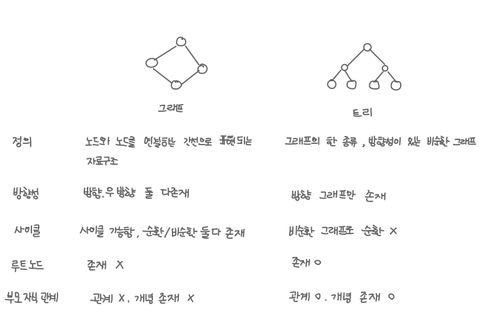 그래프
트리
정의
노드와 노드를 연결하는 간선으로 표현되는
자료구조
그래프의 한 종류, 방향성이 있는 비순환 그래프
방향성
방향, 무방향 둘 다 존재
방향 그래프만 존재
사이클
사이클 가능함, 순환/비순환 둘 다 존재
비순환 그래프로 순환 X
루트노드
존재 X
존재 O
부모 자식 관계
관계 X, 개념 존재 X
관계 O, 개념 존재 O